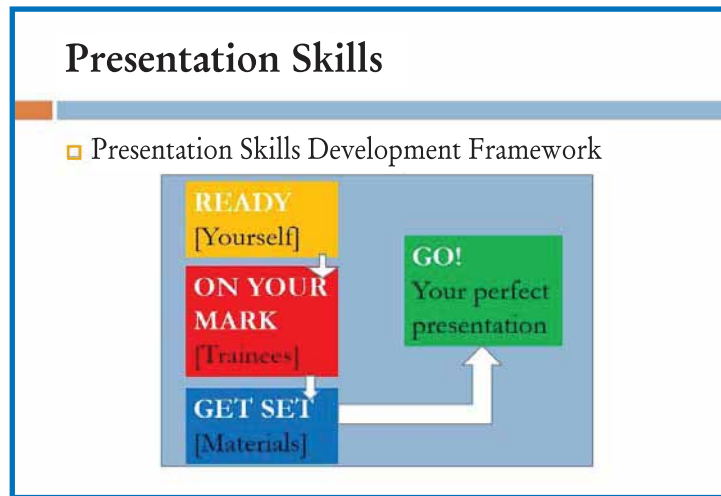 Presentation Skills
Presentation Skills Development Framework
READY
[Yourself]
ON YOUR
MARK
[Trainees]
GET SET
[Materials]
GO!
Your perfect
presentation